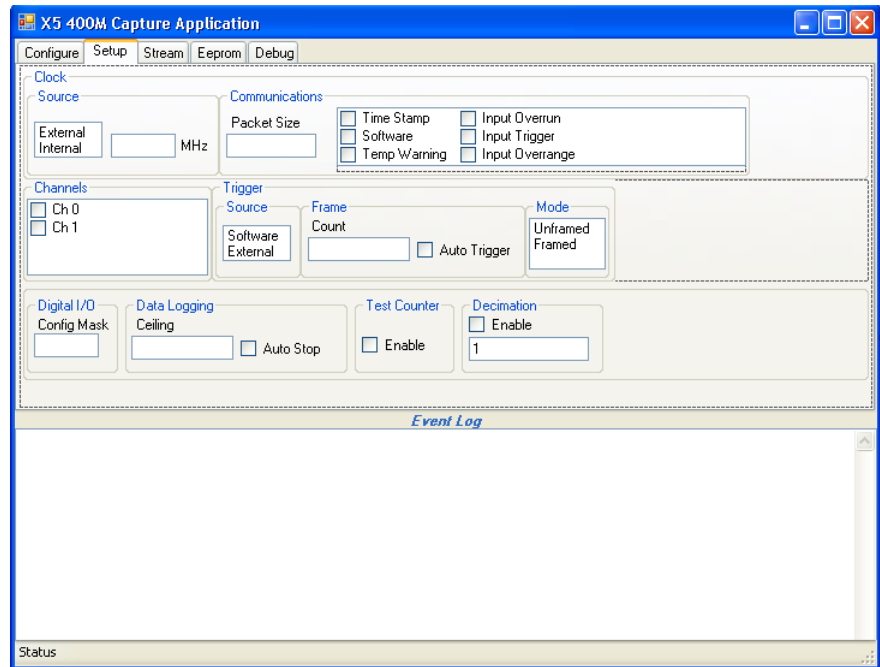 X5 400M Capture Application
Configure Setup Stream Eeprom Debug
Clock
Source
External
Internal
MHz
Communications
Packet Size
Time Stamp
Software
Temp Warning
Input Overrun
Input Trigger
Input Overrange
Channels
Ch 0
Ch 1
Trigger
Source
Software
External
Frame
Count
Auto Trigger
Mode
Unframed
Framed
Digital I/O
Config Mask
Data Logging
Ceiling
Auto Stop
Test Counter
Enable
Decimation
Enable
1
Event Log
Status